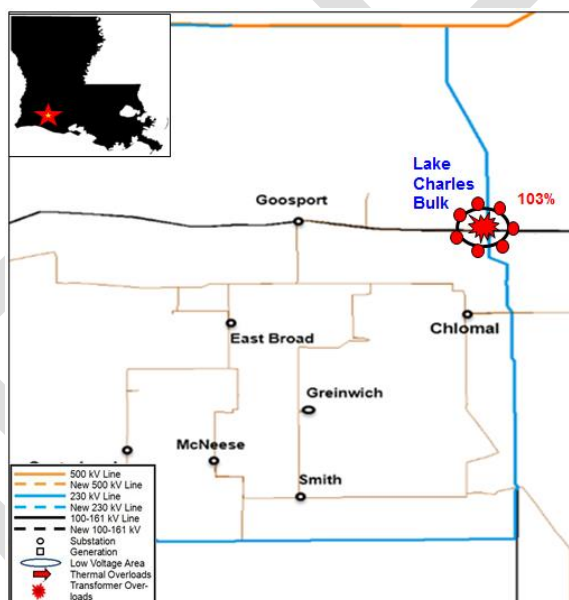 Lake
Charles
Bulk
103%
Goosport
Chlomal
East Broad
Greinwich
McNeese
Smith
500 kV Line
New 500 kV Line
230 kV Line
New 230 kV Line
100-161 kV Line
New 100-161 kV
Substation
Generation
Low Voltage Area
Thermal Overloads
Transformer Over-
loads